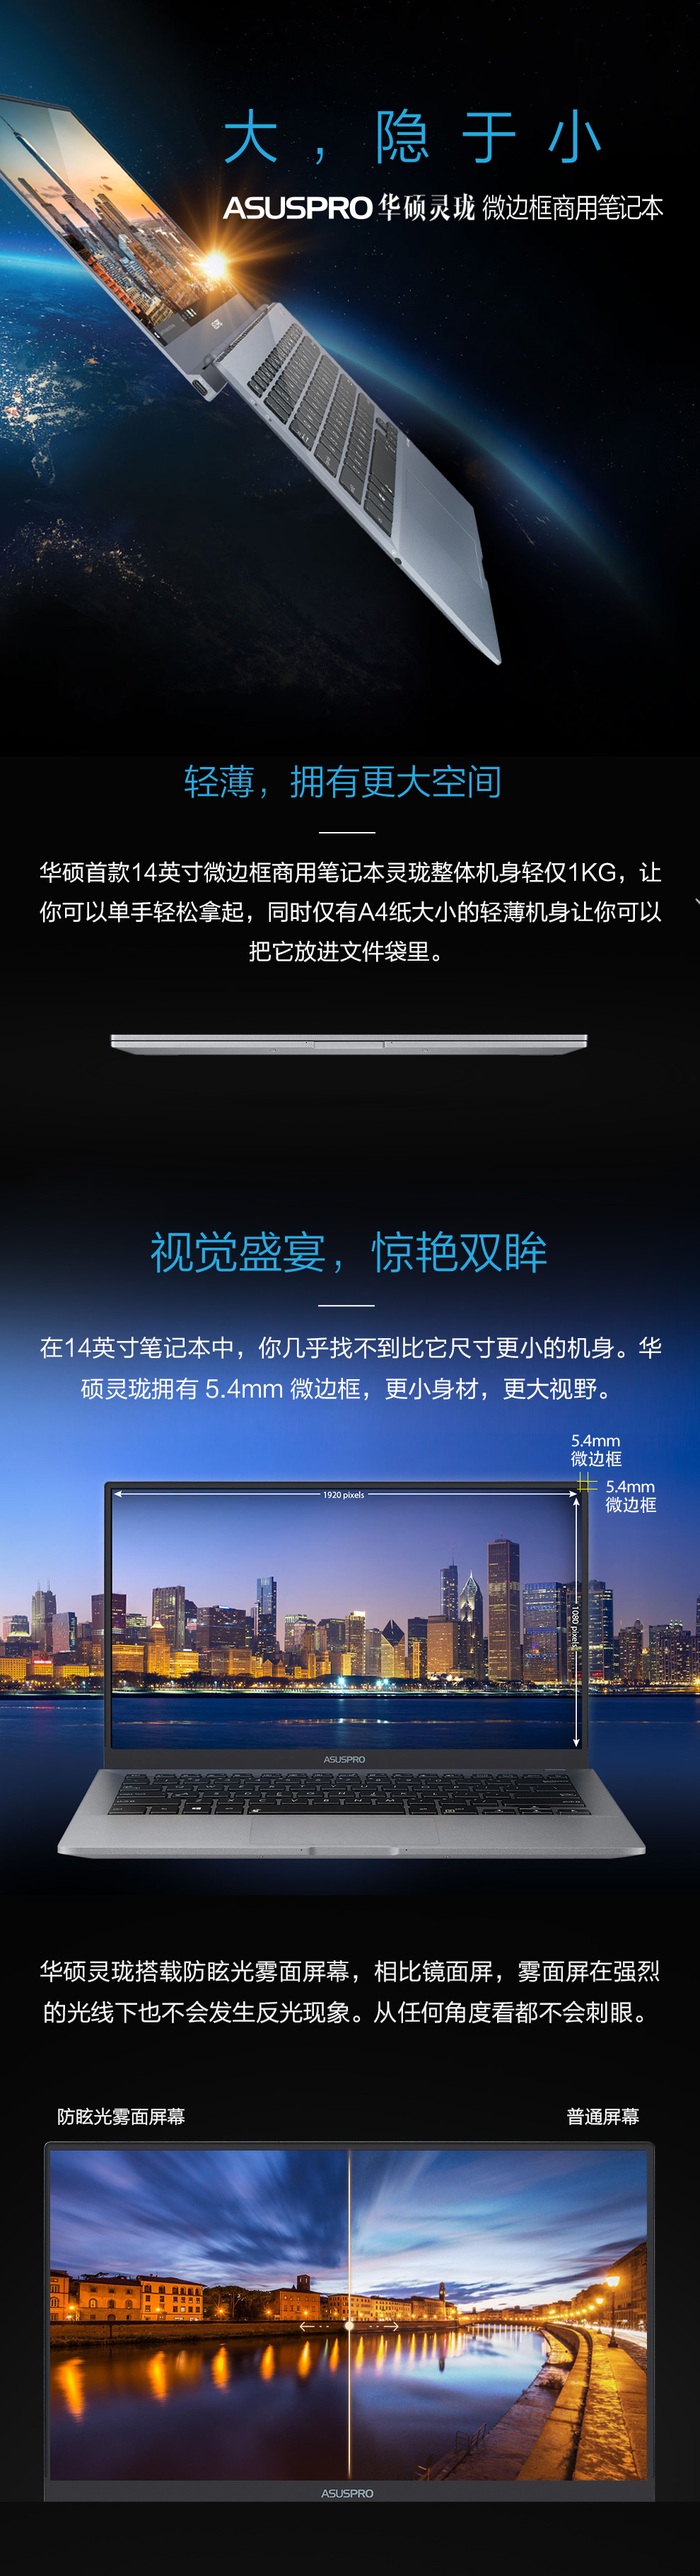 大，隐于小
ASUSPRO 华硕灵珑 微边框商用笔记本
轻薄，拥有更大空间
华硕首款14英寸微边框商用笔记本灵珑整体机身轻仅1KG，让
你可以单手轻松拿起，同时仅有A4纸大小的轻薄机身让你可以
把它放进文件袋里。
视觉盛宴，惊艳双眸
在14英寸笔记本中，你几乎找不到比它尺寸更小的机身。华
硕灵珑拥有 5.4mm 微边框，更小身材，更大视野。
5.4mm
微边框
5.4mm
微边框
1920 pixels
1080 pixels
ASUSPRO
华硕灵珑搭载防眩光雾面屏幕，相比镜面屏，雾面屏在强烈
的光线下也不会发生反光现象。从任何角度看都不会刺眼。
防眩光雾面屏幕
普通屏幕
ASUSPRO